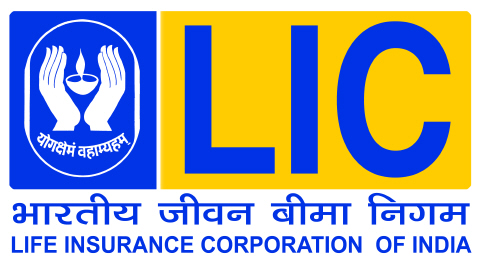 योगक्षेमं वहाम्यहम्
LIC
भारतीय जीवन बीमा निगम
LIFE INSURANCE CORPORATION OF INDIA